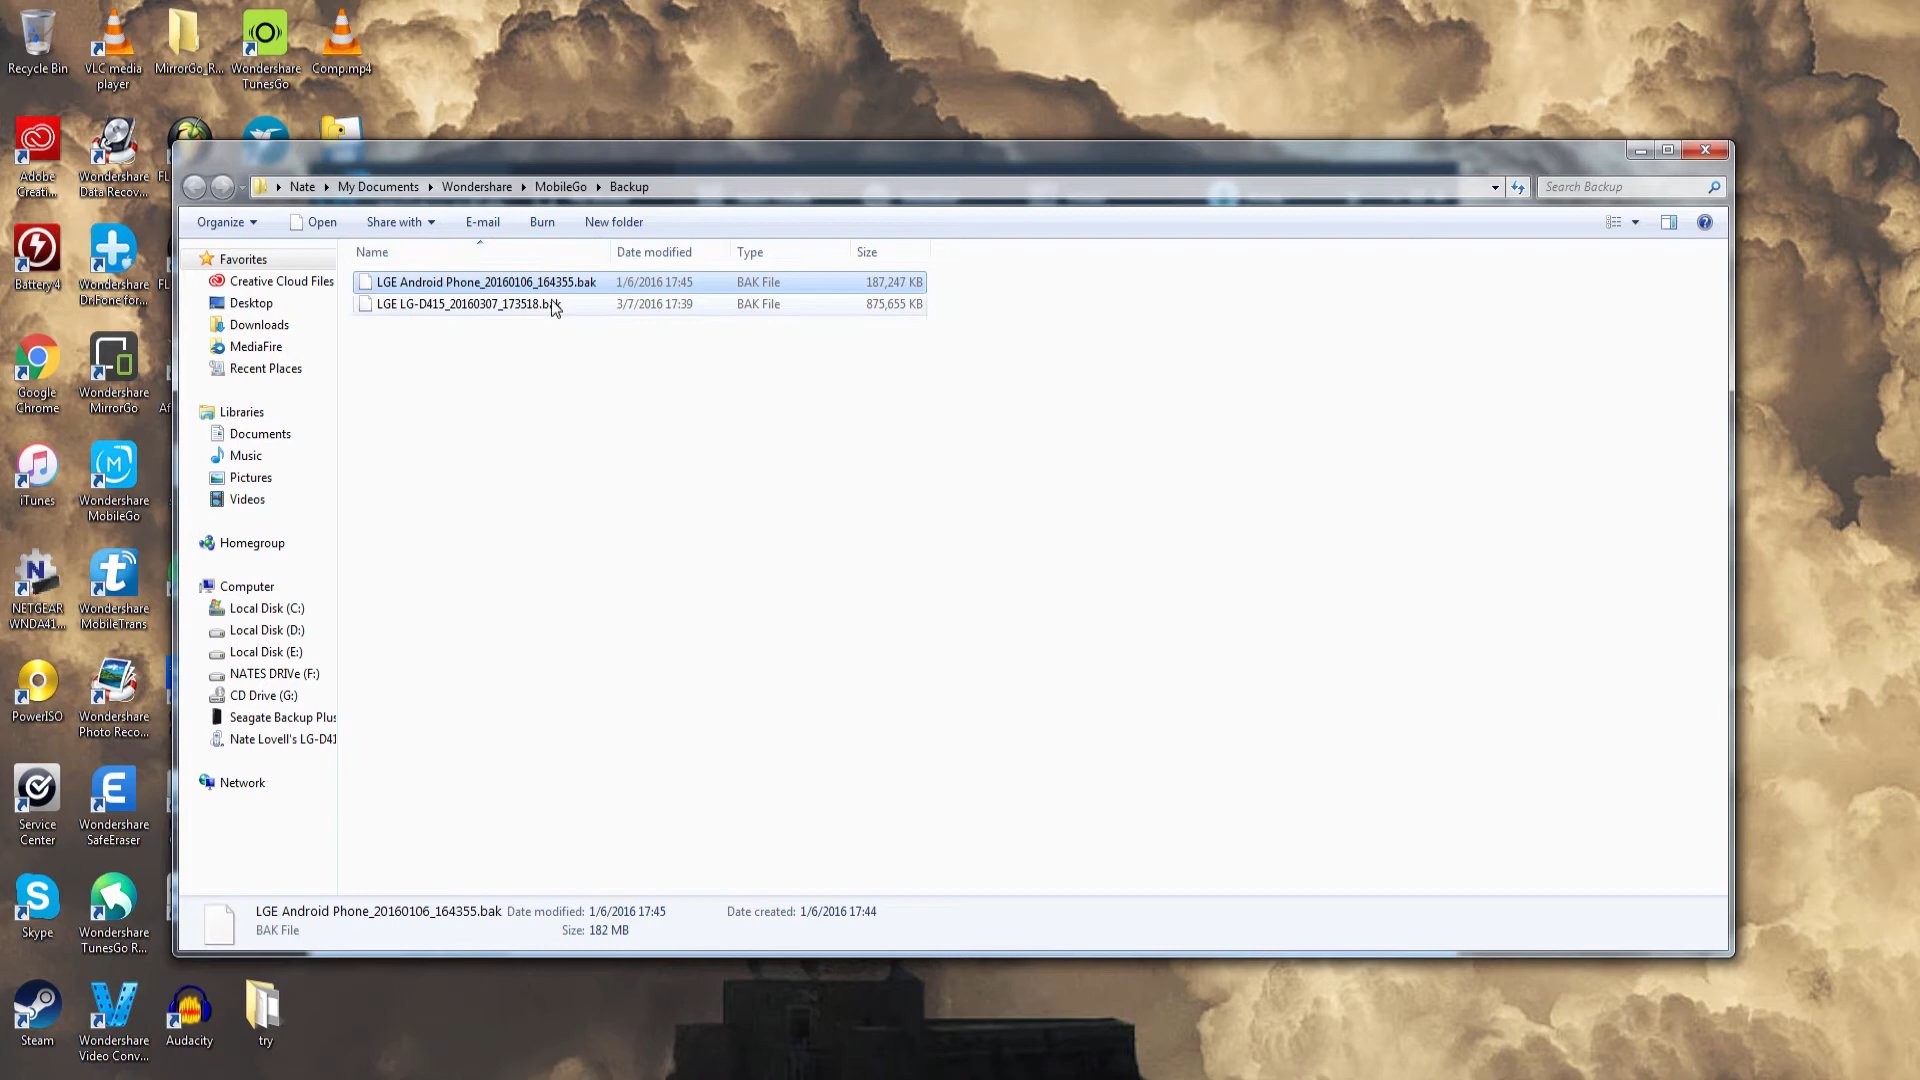 Recycle Bin
VLC media
player
MirrorGo_R...
Wondershare
TunesGo
Comp.mp4
Adobe
Creati...
Wondershare
Data Recov...
FL
Battery4
Wondershare
Dr.Fone for...
FL
Google
Chrome
Wondershare
MirrorGo
Af
iTunes
Wondershare
MobileGo
NETGEAR
WNDA41...
Wondershare
MobileTrans
PowerISO
Wondershare
Photo Reco...
Service
Center
Wondershare
SafeEraser
Skype
Wondershare
TunesGo R...
Steam
Wondershare
Video Conv...
Audacity
try
Nate My Documents Wondershare MobileGo Backup
Search Backup
Organize Open Share with E-mail Burn New folder
Favorites
Creative Cloud Files
Desktop
Downloads
MediaFire
Recent Places
Libraries
Documents
Music
Pictures
Videos
Homegroup
Computer
Local Disk (C:)
Local Disk (D:)
Local Disk (E:)
NATES DRIVe (F:)
CD Drive (G:)
Seagate Backup Plus
Nate Lovell's LG-D41
Network
Name Date modified Type Size
LGE Android Phone_20160106_164355.bak 1/6/2016 17:45 BAK File 187,247 KB
LGE LG-D415_20160307_173518.bak 3/7/2016 17:39 BAK File 875,655 KB
LGE Android Phone_20160106_164355.bak Date modified: 1/6/2016 17:45 Date created: 1/6/2016 17:44
BAK File Size: 182 MB